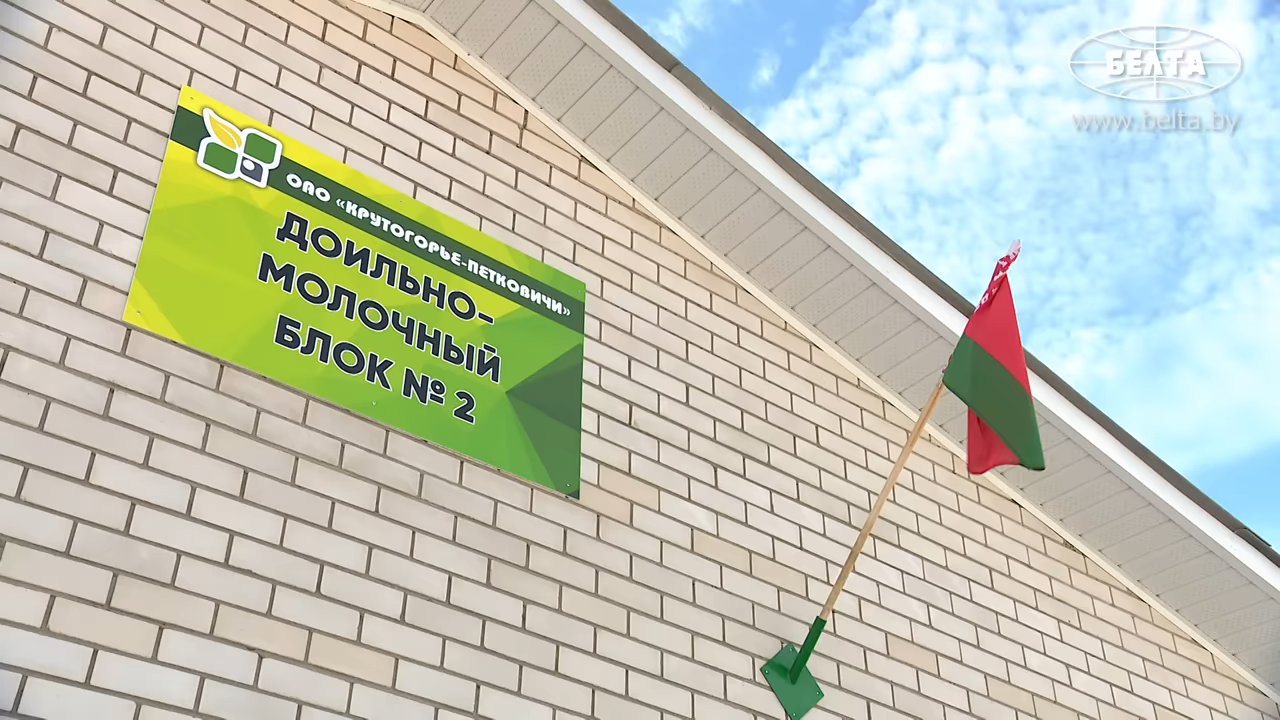 ОАО «КРУТОГОРЬЕ-ПЕТКОВИЧИ»
ДОИЛЬНО-
МОЛОЧНЫЙ
БЛОК № 2
БЕЛТА
www.belta.by